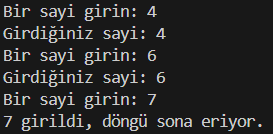 Bir sayi girin: 4
Girdiğiniz sayi: 4
Bir sayi girin: 6
Girdiğiniz sayi: 6
Bir sayi girin: 7
7 girildi, döngü sona eriyor.